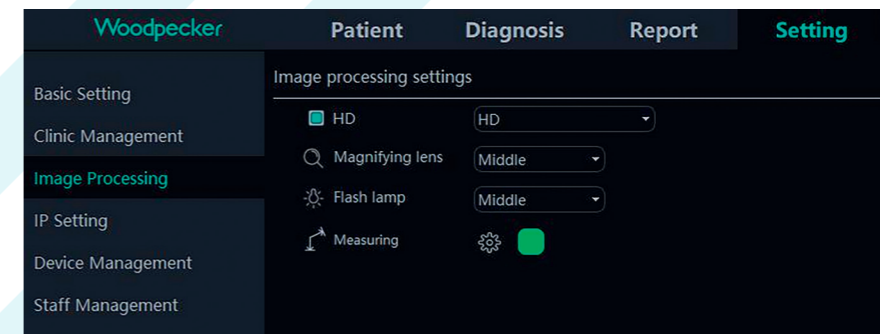 Woodpecker Patient Diagnosis Report Setting
Basic Setting
Clinic Management
Image Processing
IP Setting
Device Management
Staff Management
Image processing settings
HD HD
Magnifying lens Middle
Flash lamp Middle
Measuring